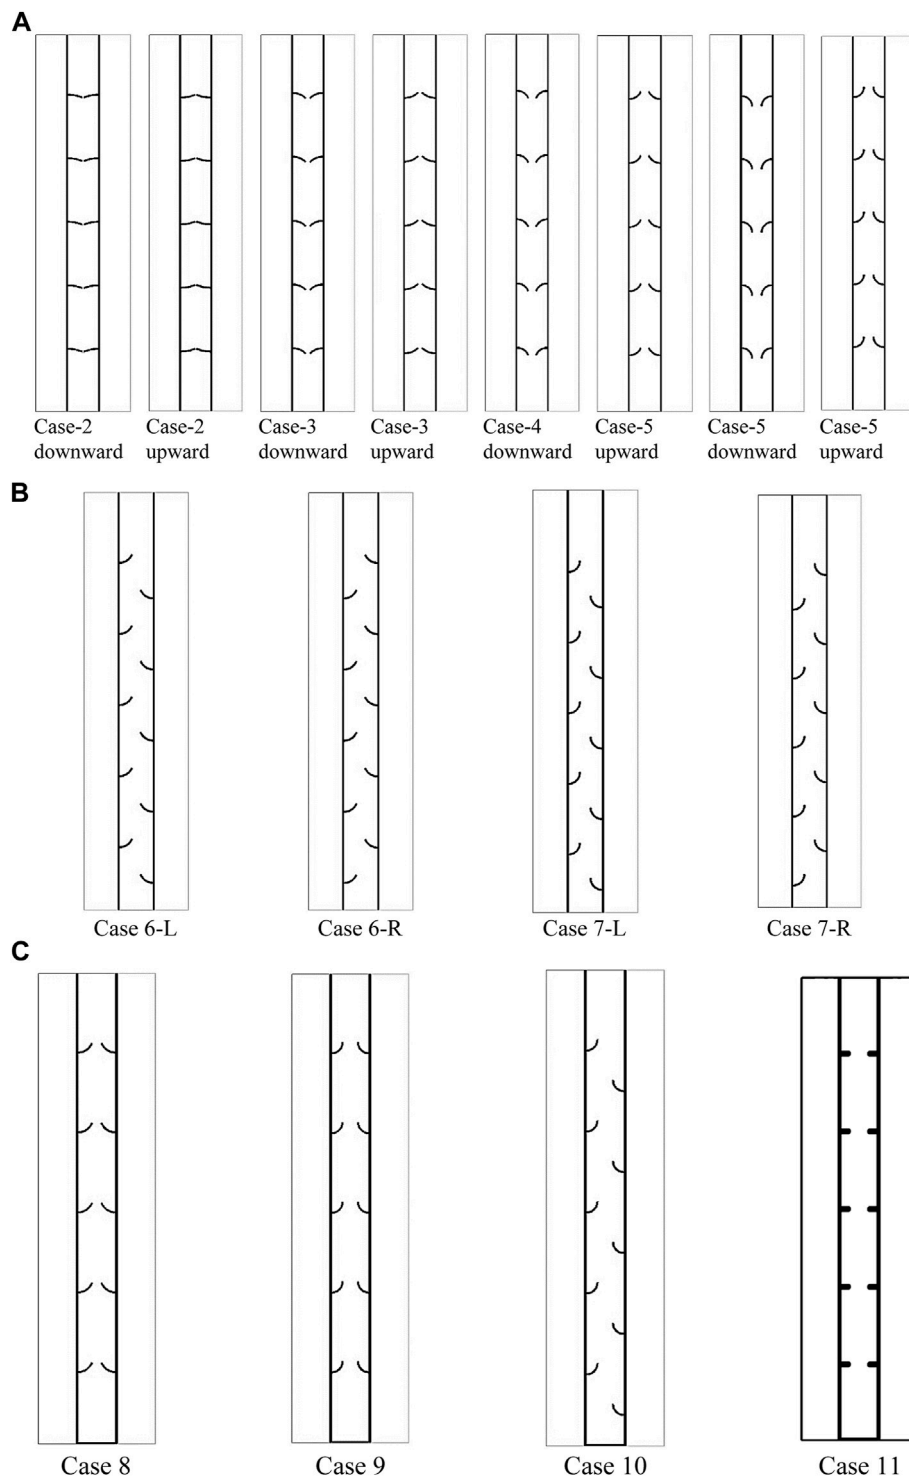 A
Case-2 downward
Case-2 upward
Case-3 downward
Case-3 upward
Case-4 downward
Case-5 upward
Case-5 downward
Case-5 upward
B
Case 6-L
Case 6-R
Case 7-L
Case 7-R
C
Case 8
Case 9
Case 10
Case 11